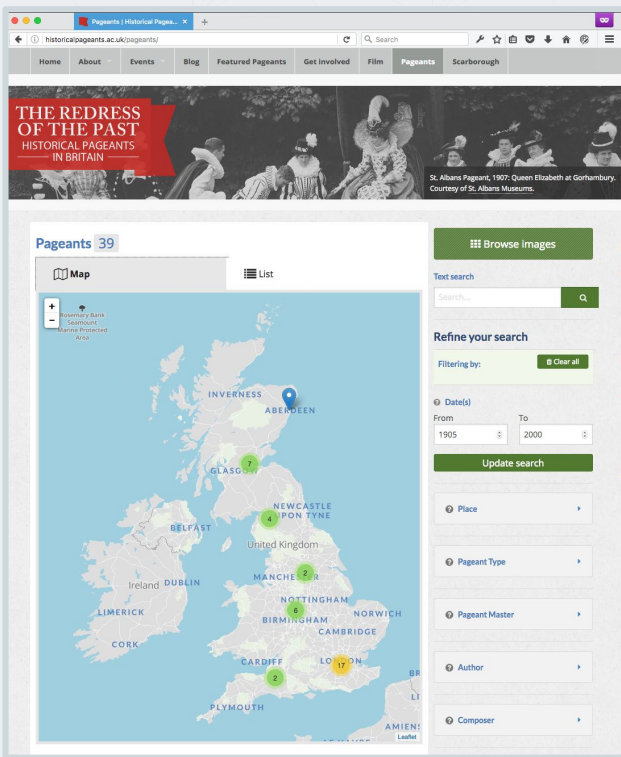 Pageants | Historical Pagea...
historicalpageants.ac.uk/pageants/
Search
Home About Events Blog Featured Pageants Get involved Film Pageants Scarborough
THE REDRESS
OF THE PAST
HISTORICAL PAGEANTS
IN BRITAIN
St. Albans Pageant, 1907: Queen Elizabeth at Gorhambury.
Courtesy of St. Albans Museums.
Pageants 39
Map
List
+
−
Rosemary Bank
Seamount
Marine Protected
Area
INVERNESS
ABERDEEN
7
GLASGOW
NEWCASTLE
UPON TYNE
4
BELFAST
United Kingdom
2
MANCHESTER
Ireland DUBLIN
NOTTINGHAM
LIMERICK
6
BIRMINGHAM
NORWICH
CAMBRIDGE
CORK
CARDIFF
LONDON
17
2
BR
LI
PLYMOUTH
AMIENS
Leaflet
Browse images
Text search
Search...
Refine your search
Filtering by:
Clear all
Date(s)
From To
1905 2000
Update search
Place
Pageant Type
Pageant Master
Author
Composer